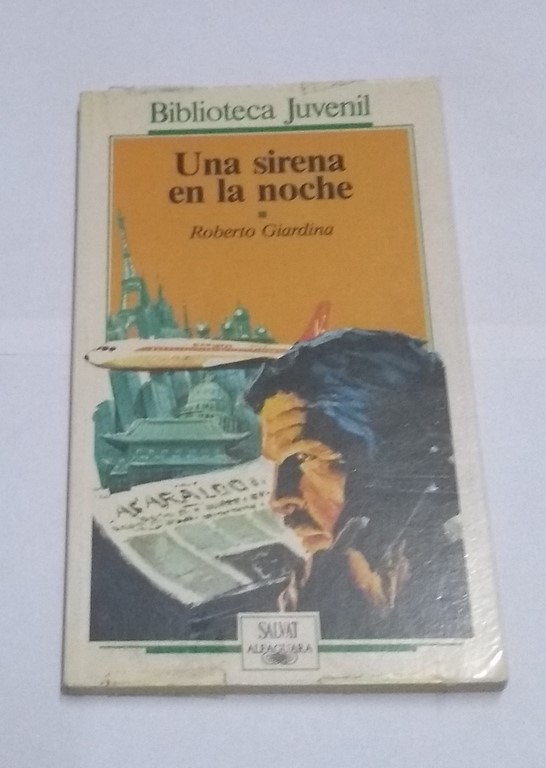 Biblioteca Juvenil
Una sirena
en la noche
Roberto Giardina
SALVAT
ALFAGUARA